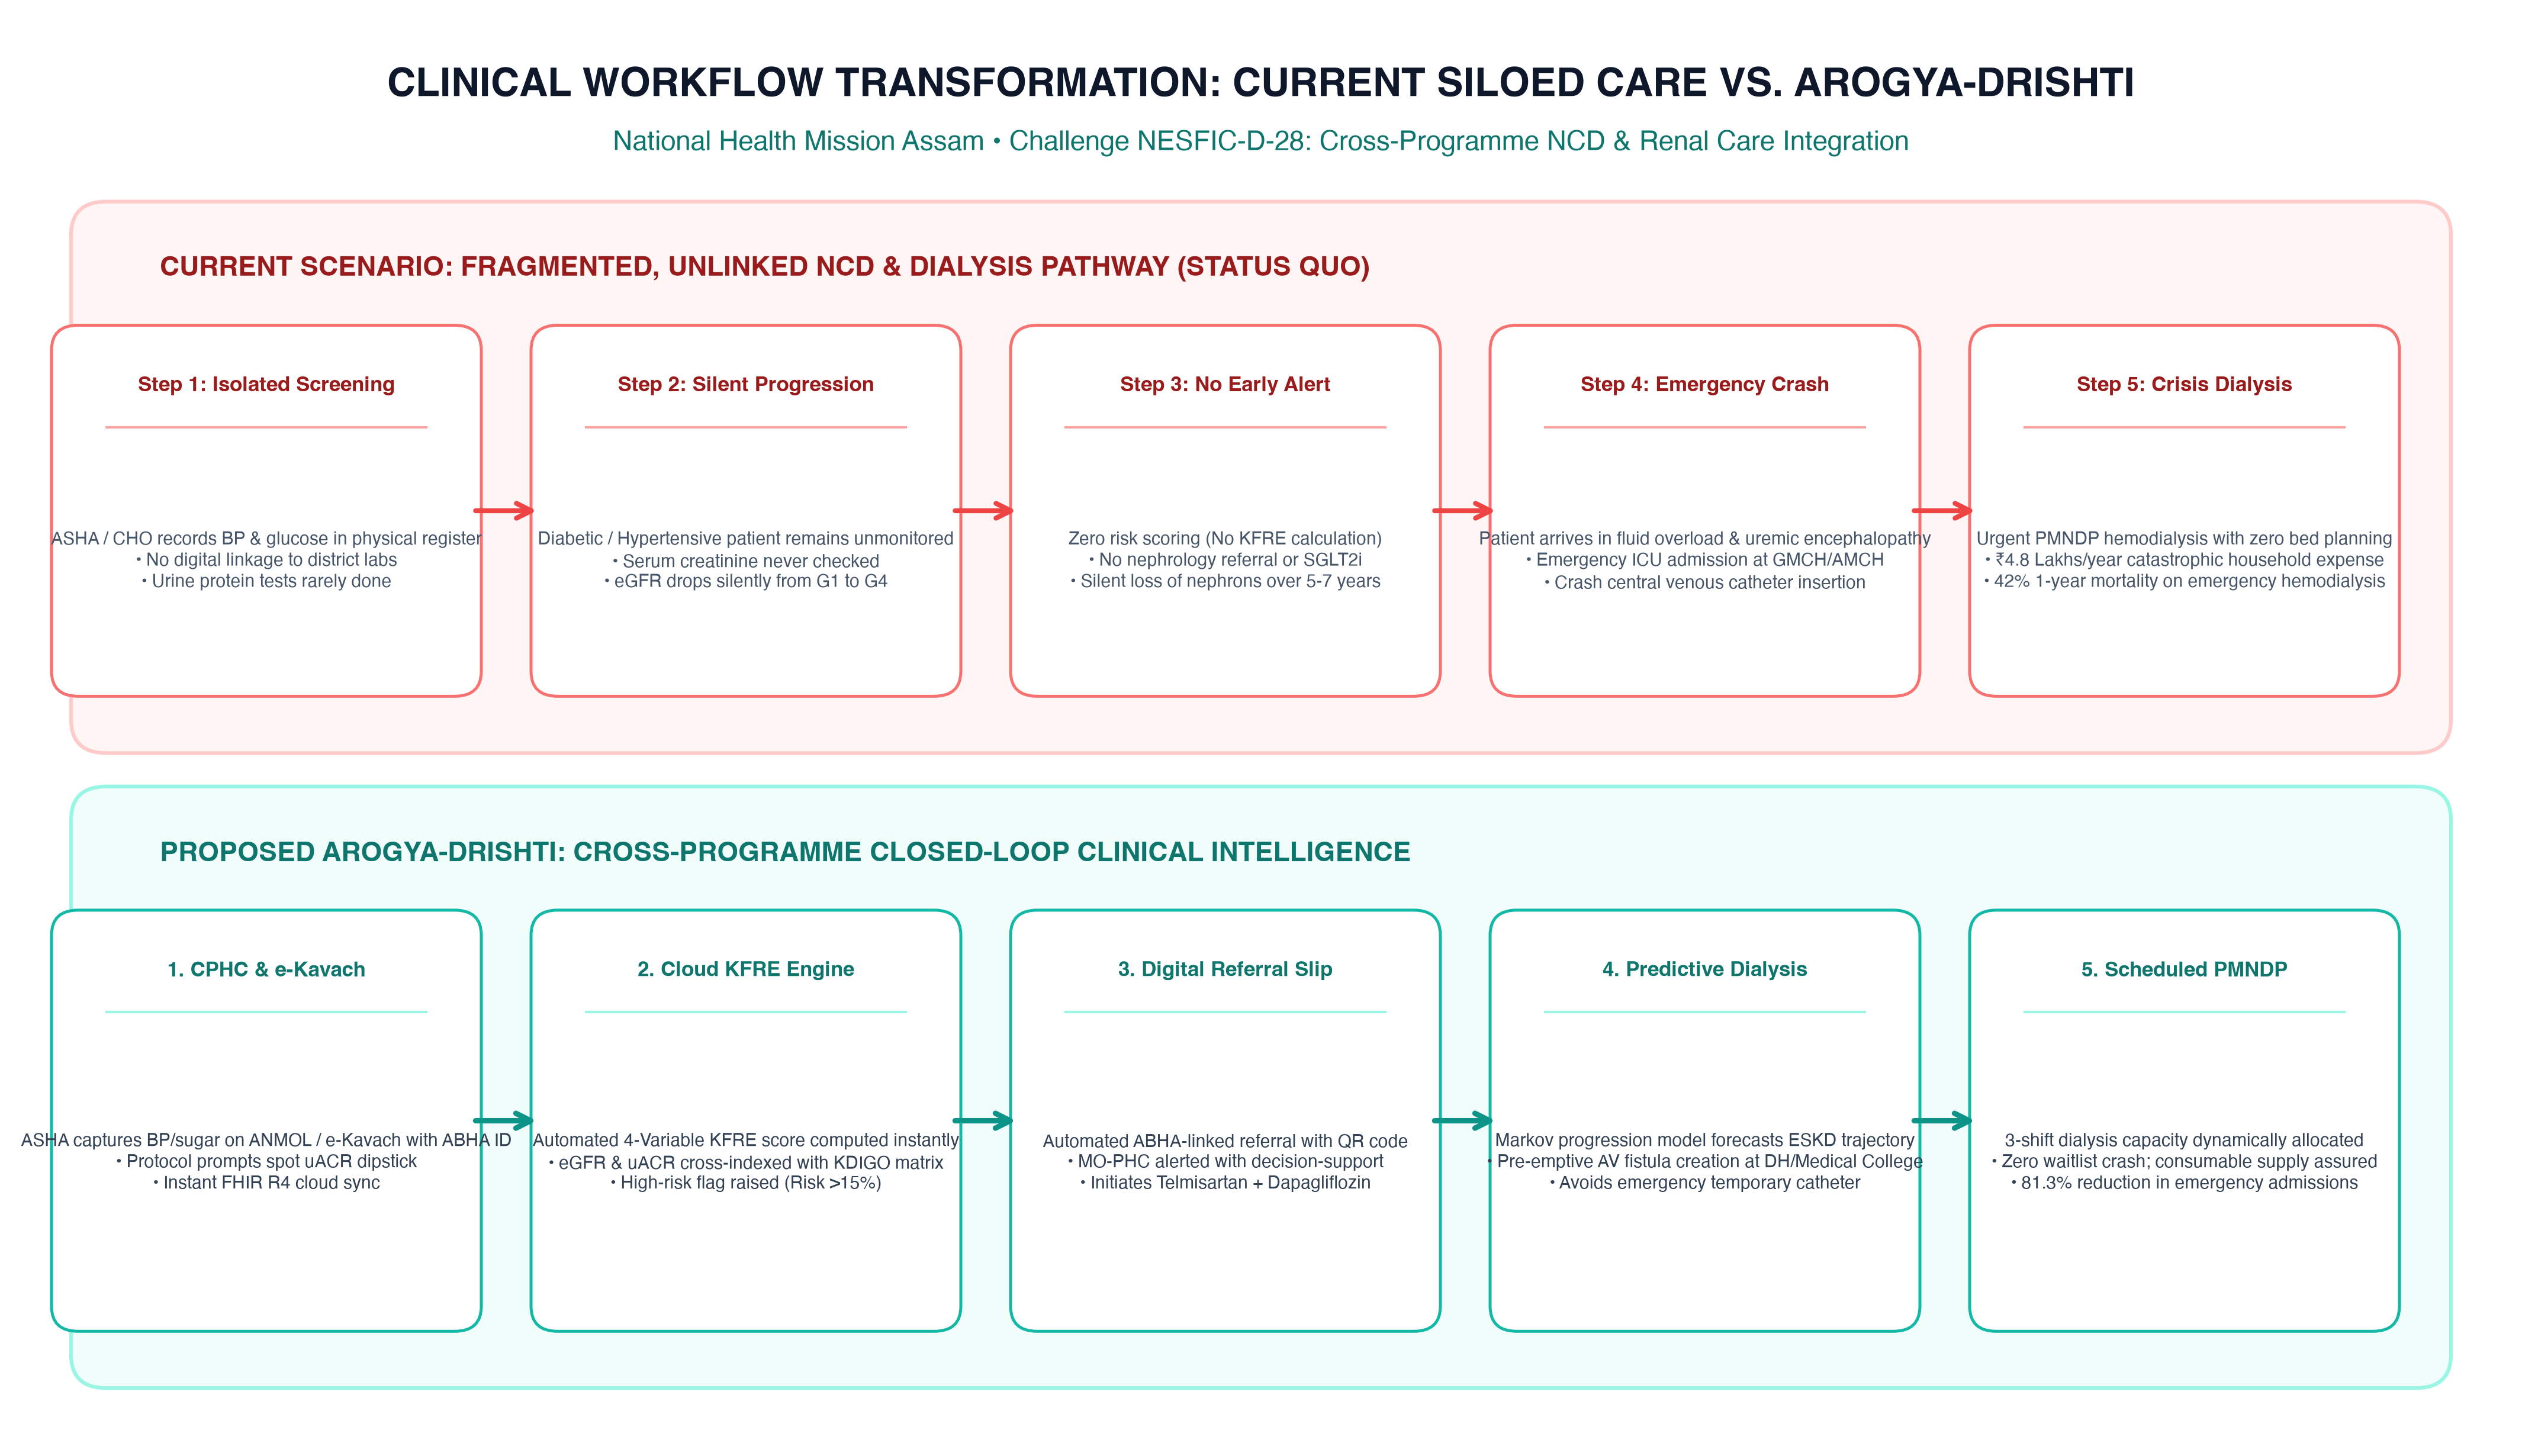 CLINICAL WORKFLOW TRANSFORMATION: CURRENT SILOED CARE VS. AROGYA-DRISHTI
National Health Mission Assam • Challenge NESFIC-D-28: Cross-Programme NCD & Renal Care Integration
CURRENT SCENARIO: FRAGMENTED, UNLINKED NCD & DIALYSIS PATHWAY (STATUS QUO)
Step 1: Isolated Screening
ASHA / CHO records BP & glucose in physical register
• No digital linkage to district labs
• Urine protein tests rarely done
Step 2: Silent Progression
Diabetic / Hypertensive patient remains unmonitored
• Serum creatinine never checked
• eGFR drops silently from G1 to G4
Step 3: No Early Alert
Zero risk scoring (No KFRE calculation)
• No nephrology referral or SGLT2i
• Silent loss of nephrons over 5-7 years
Step 4: Emergency Crash
Patient arrives in fluid overload & uremic encephalopathy
• Emergency ICU admission at GMCH/AMCH
• Crash central venous catheter insertion
Step 5: Crisis Dialysis
Urgent PMNDP hemodialysis with zero bed planning
• ₹4.8 Lakhs/year catastrophic household expense
• 42% 1-year mortality on emergency hemodialysis
PROPOSED AROGYA-DRISHTI: CROSS-PROGRAMME CLOSED-LOOP CLINICAL INTELLIGENCE
1. CPHC & e-Kavach
ASHA captures BP/sugar on ANMOL / e-Kavach with ABHA ID
• Protocol prompts spot uACR dipstick
• Instant FHIR R4 cloud sync
2. Cloud KFRE Engine
Automated 4-Variable KFRE score computed instantly
• eGFR & uACR cross-indexed with KDIGO matrix
• High-risk flag raised (Risk >15%)
3. Digital Referral Slip
Automated ABHA-linked referral with QR code
• MO-PHC alerted with decision-support
• Initiates Telmisartan + Dapagliflozin
4. Predictive Dialysis
Markov progression model forecasts ESKD trajectory
• Pre-emptive AV fistula creation at DH/Medical College
• Avoids emergency temporary catheter
5. Scheduled PMNDP
3-shift dialysis capacity dynamically allocated
• Zero waitlist crash; consumable supply assured
• 81.3% reduction in emergency admissions